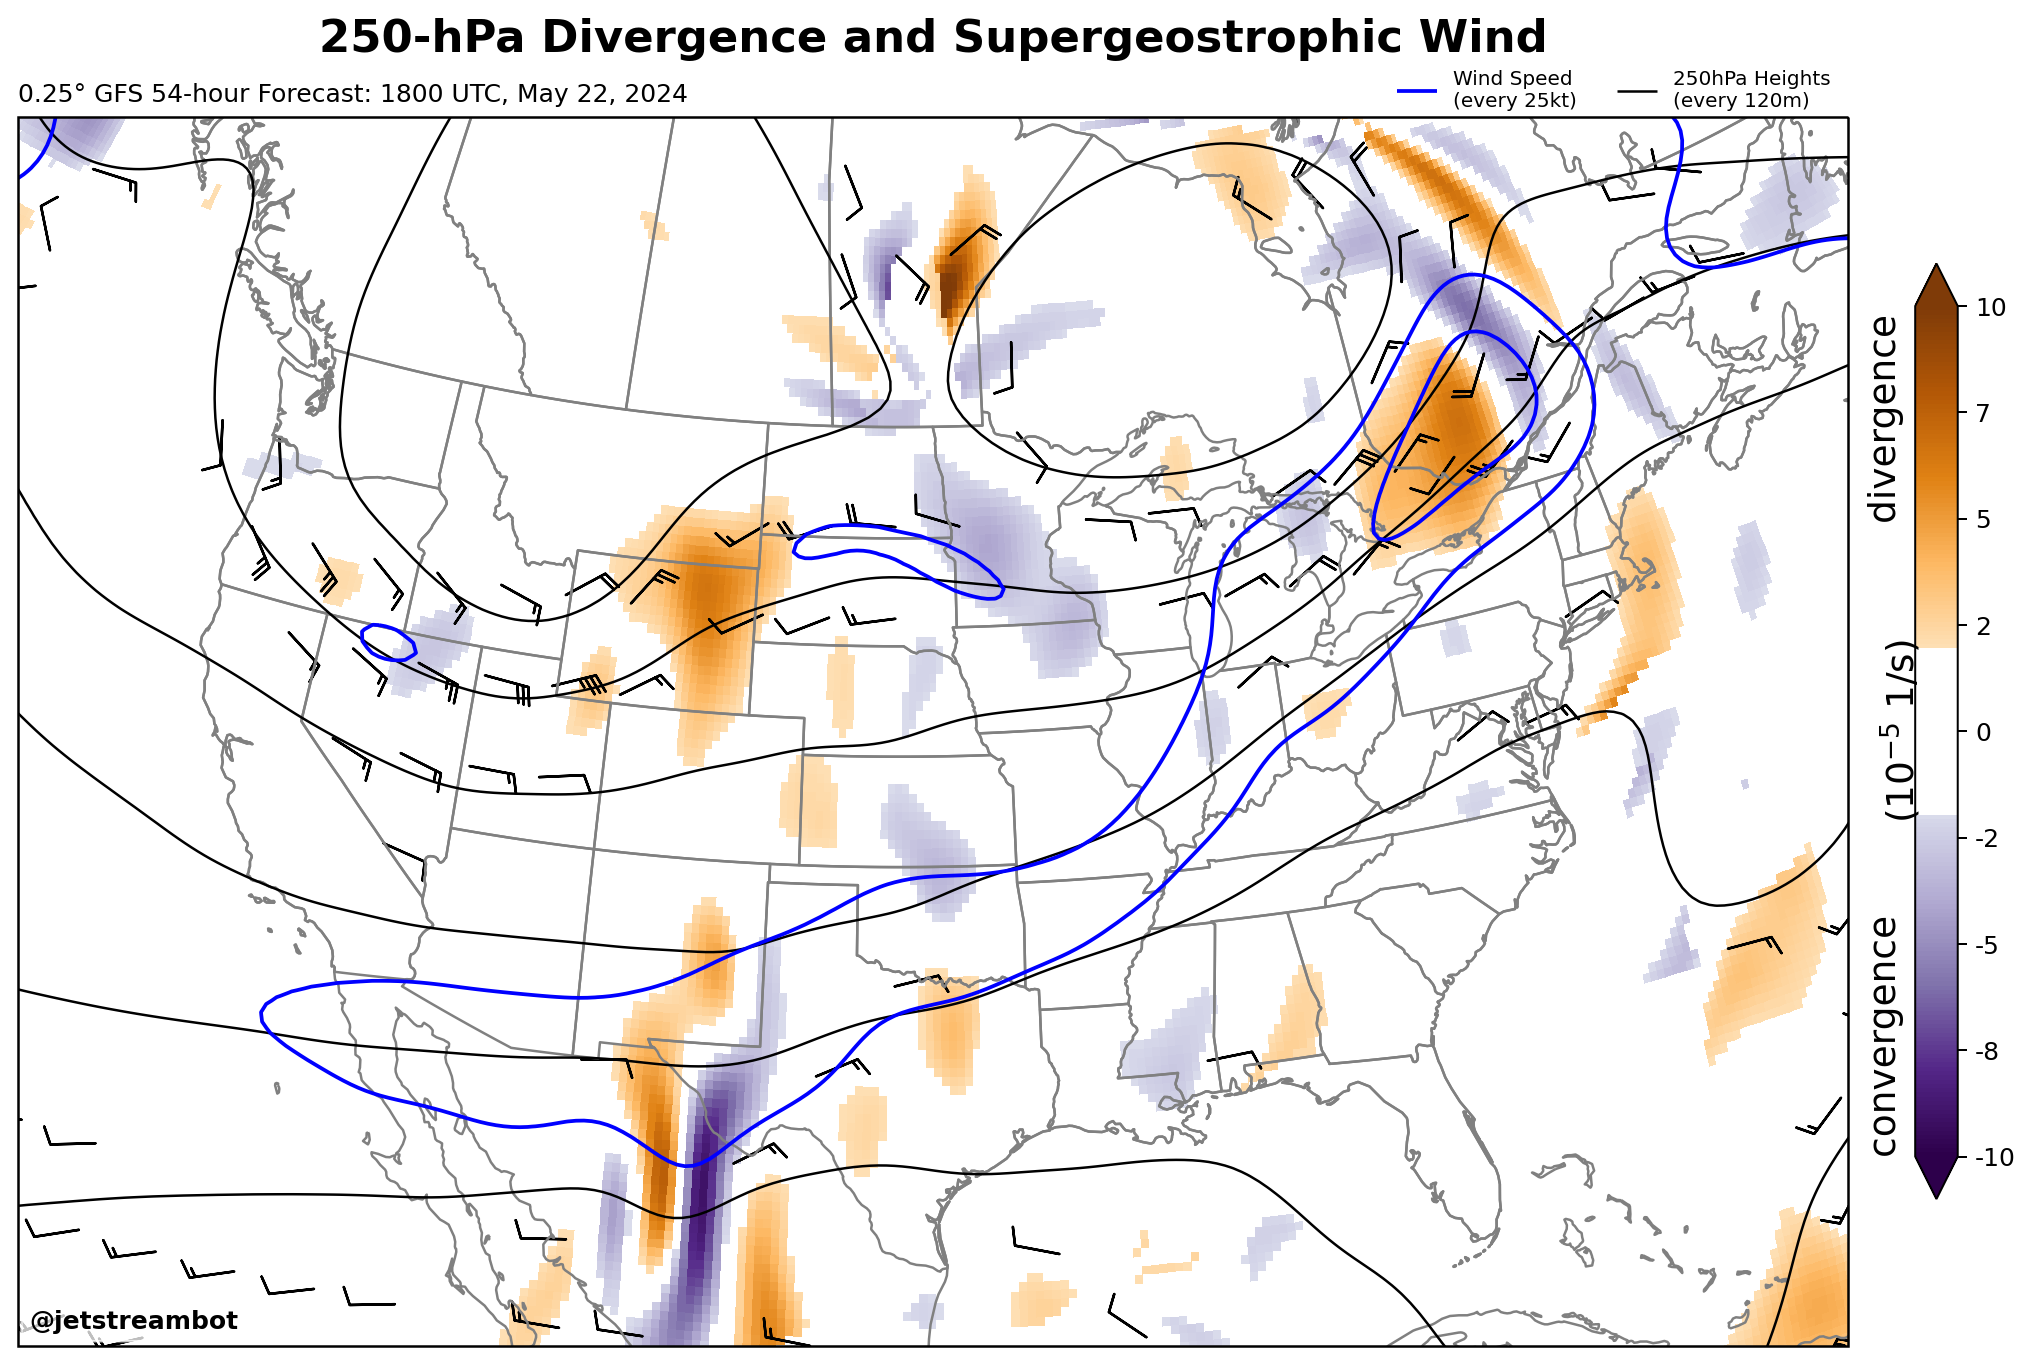 250-hPa Divergence and Supergeostrophic Wind
0.25° GFS 54-hour Forecast: 1800 UTC, May 22, 2024
Wind Speed
(every 25kt)
250hPa Heights
(every 120m)
10
7
5
2
0
-2
-5
-8
-10
divergence
(10⁻⁵ 1/s)
convergence
@jetstreambot